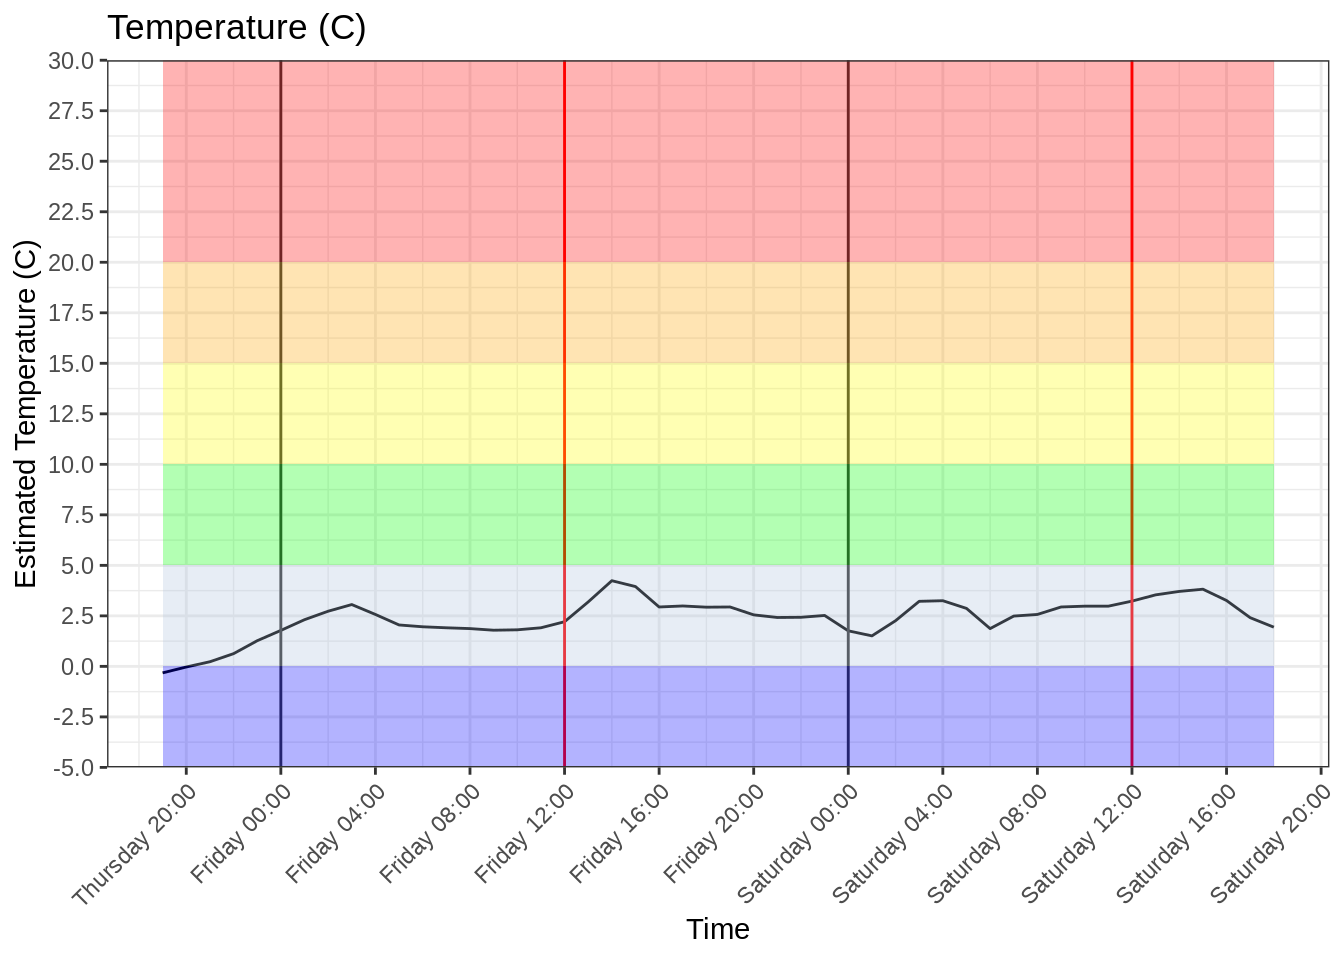 Temperature (C)
Estimated Temperature (C)
30.0
27.5
25.0
22.5
20.0
17.5
15.0
12.5
10.0
7.5
5.0
2.5
0.0
-2.5
-5.0
Thursday 20:00
Friday 00:00
Friday 04:00
Friday 08:00
Friday 12:00
Friday 16:00
Friday 20:00
Saturday 00:00
Saturday 04:00
Saturday 08:00
Saturday 12:00
Saturday 16:00
Saturday 20:00
Time